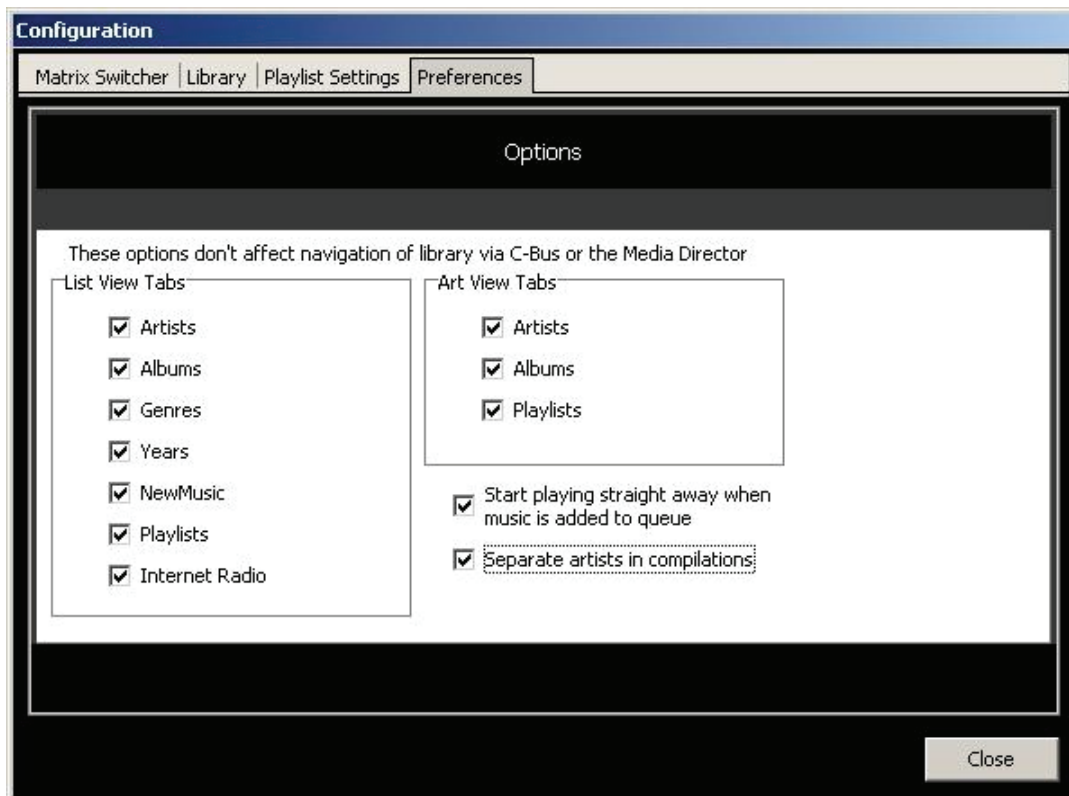 Configuration
Matrix Switcher Library Playlist Settings Preferences
Options
These options don't affect navigation of library via C-Bus or the Media Director
List View Tabs
Artists
Albums
Genres
Years
NewMusic
Playlists
Internet Radio
Art View Tabs
Artists
Albums
Playlists
Start playing straight away when
music is added to queue
Separate artists in compilations
Close